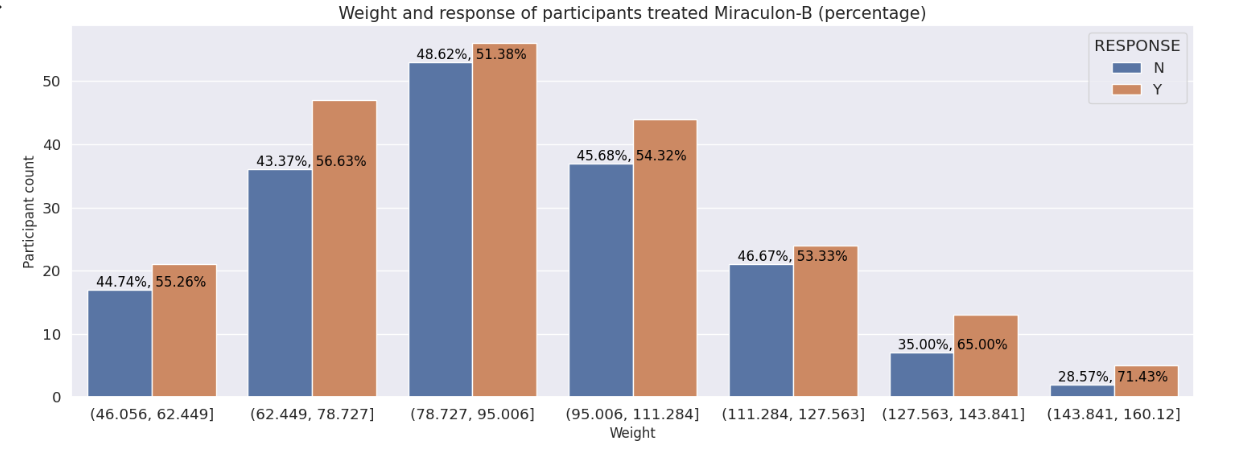 Weight and response of participants treated Miraculon-B (percentage)
RESPONSE
N
Y
Participant count
50
40
30
20
10
0
44.74%, 55.26%
43.37%, 56.63%
48.62%, 51.38%
45.68%, 54.32%
46.67%, 53.33%
35.00%, 65.00%
28.57%, 71.43%
(46.056, 62.449] (62.449, 78.727] (78.727, 95.006] (95.006, 111.284] (111.284, 127.563] (127.563, 143.841] (143.841, 160.12]
Weight